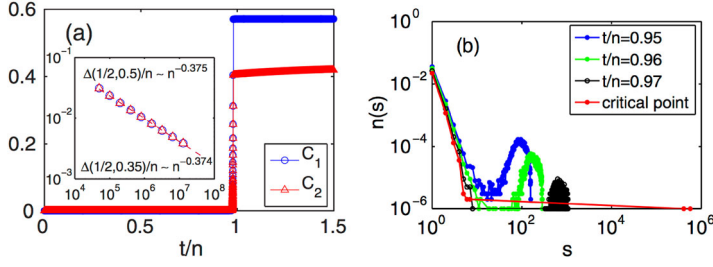 (a)
0.6
0.4
0.2
0
0
0.5
1
1.5
t/n
10^-1
10^-2
10^-3
Δ(1/2,0.5)/n ~ n^-0.375
Δ(1/2,0.35)/n ~ n^-0.374
10^4
10^5
10^6
10^7
10^8
C_1
C_2
(b)
n(s)
10^0
10^-2
10^-4
10^-6
10^0
10^2
10^4
10^6
s
t/n=0.95
t/n=0.96
t/n=0.97
critical point